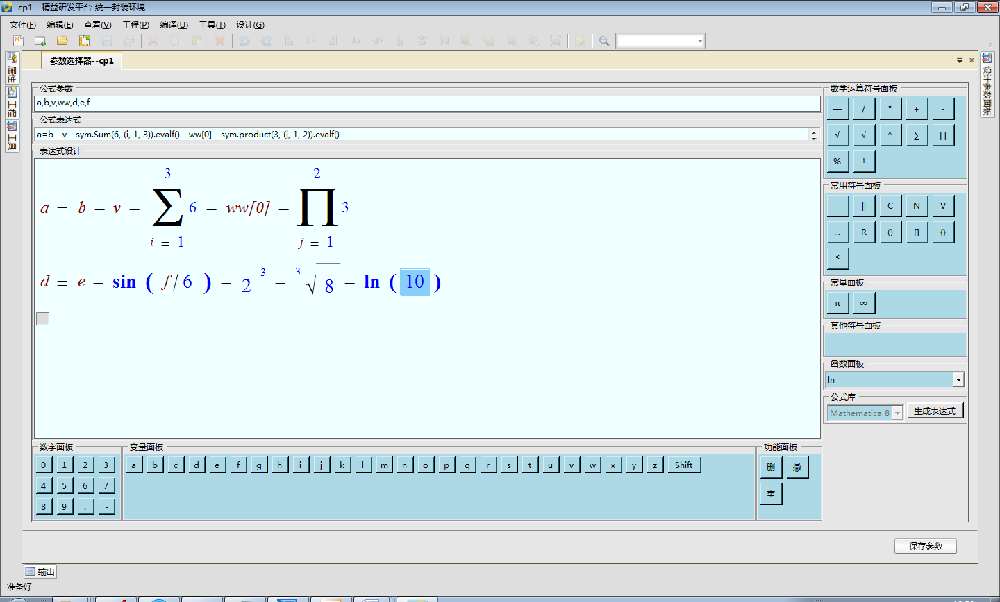 cp1 - 精益研发平台-统一封装环境
文件(F) 编辑(E) 查看(V) 工程(P) 编译(U) 工具(T) 设计(G)
属性
工程
工具
参数选择器--cp1
设计参数面板
公式参数
a,b,v,ww,d,e,f
公式表达式
a=b - v - sym.Sum(6, (i, 1, 3)).evalf() - ww[0] - sym.product(3, (j, 1, 2)).evalf()
表达式设计
3 2
a = b − v − ∑ 6 − ww[0] − ∏ 3
i = 1 j = 1
d = e − sin ( f/6 ) − 2 3 − 3 √ 8 − ln ( 10 )
数学运算符号面板
— / * + -
√ √ ^ ∑ ∏
% !
常用符号面板
= || C N V
... R () [] {}
<
常量面板
π ∞
其他符号面板
函数面板
ln
公式库
Mathematica 8 生成表达式
数字面板
0 1 2 3
4 5 6 7
8 9 . -
变量面板
a b c d e f g h i j k l m n o p q r s t u v w x y z Shift
功能面板
删 撤
重
保存参数
输出
准备好